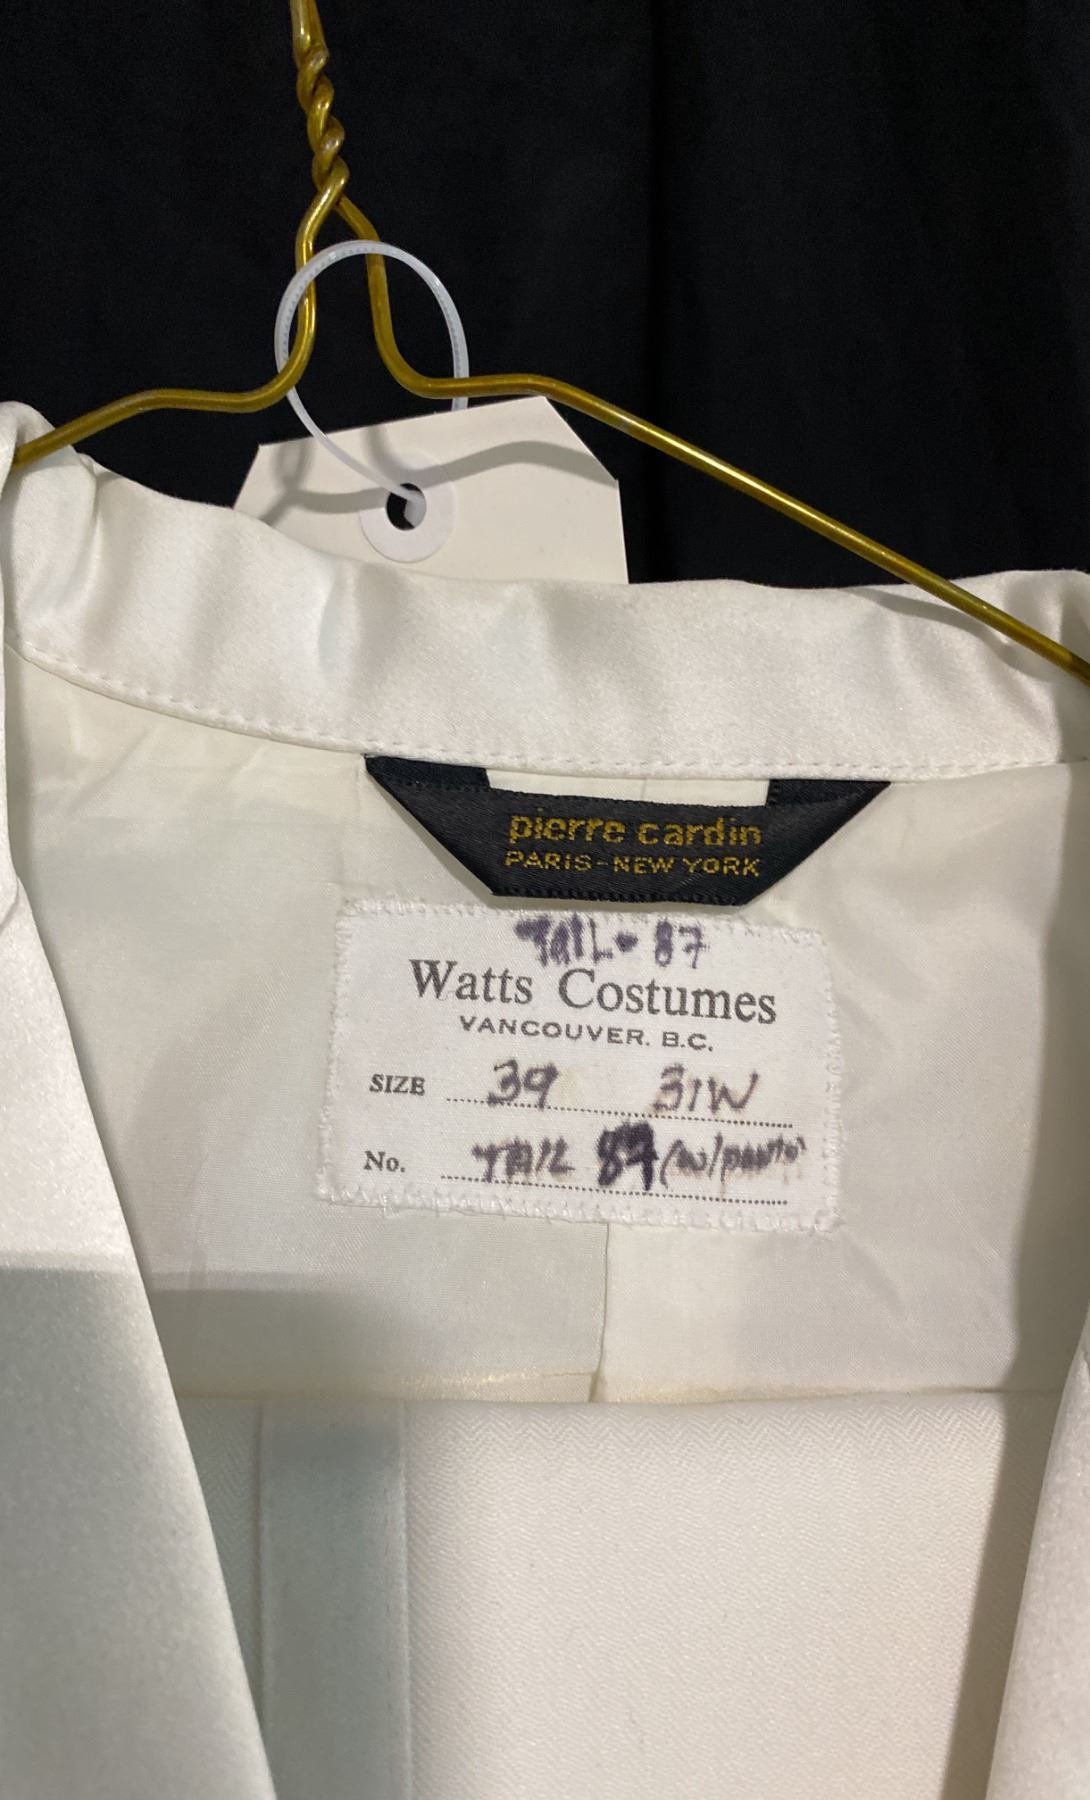 pierre cardin
PARIS-NEW YORK
TAIL - 87
Watts Costumes
VANCOUVER, B.C.
SIZE 39 31W
No. TAIL 87 (w/pants)